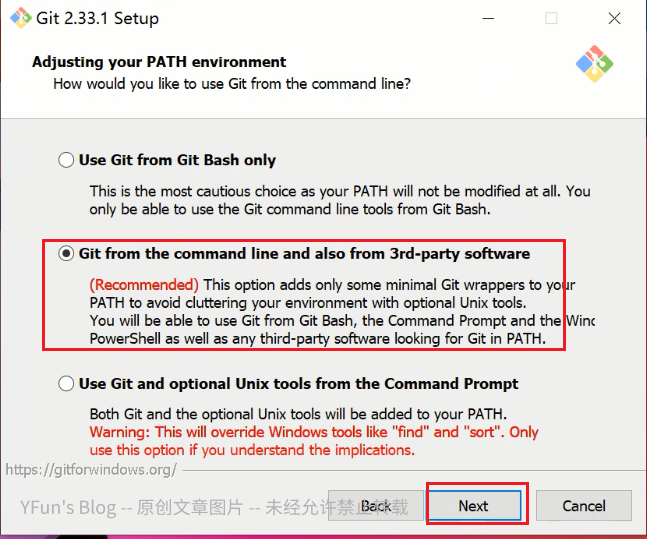 Git 2.33.1 Setup
Adjusting your PATH environment
How would you like to use Git from the command line?
Use Git from Git Bash only
This is the most cautious choice as your PATH will not be modified at all. You
only be able to use the Git command line tools from Git Bash.
Git from the command line and also from 3rd-party software
(Recommended) This option adds only some minimal Git wrappers to your
PATH to avoid cluttering your environment with optional Unix tools.
You will be able to use Git from Git Bash, the Command Prompt and the Winc
PowerShell as well as any third-party software looking for Git in PATH.
Use Git and optional Unix tools from the Command Prompt
Both Git and the optional Unix tools will be added to your PATH.
Warning: This will override Windows tools like "find" and "sort". Only
use this option if you understand the implications.
https://gitforwindows.org/
YFun's Blog -- 原创文章图片 -- 未经允许禁止转载
Back
Next
Cancel